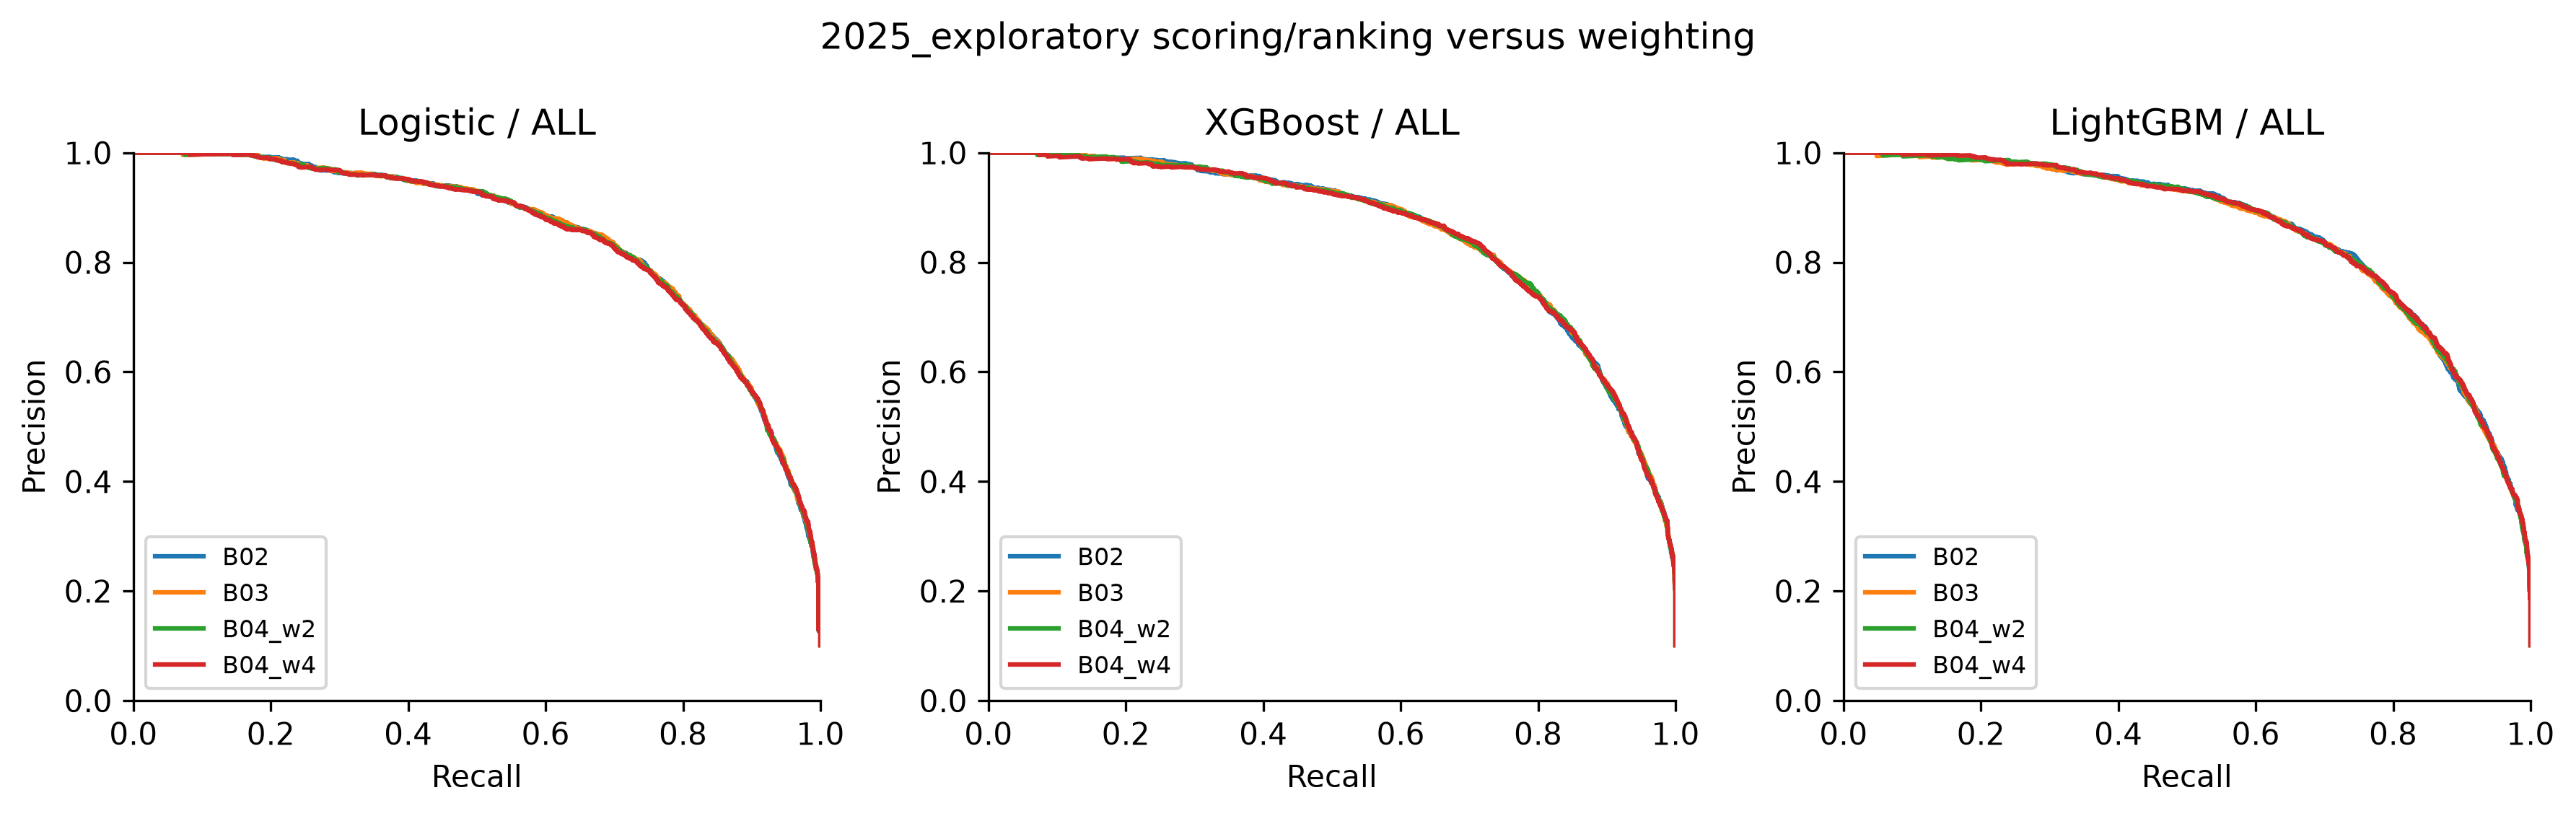 2025_exploratory scoring/ranking versus weighting
Logistic / ALL
Precision
1.0
0.8
0.6
0.4
0.2
0.0
B02
B03
B04_w2
B04_w4
0.0 0.2 0.4 0.6 0.8 1.0
Recall
XGBoost / ALL
Precision
1.0
0.8
0.6
0.4
0.2
0.0
B02
B03
B04_w2
B04_w4
0.0 0.2 0.4 0.6 0.8 1.0
Recall
LightGBM / ALL
Precision
1.0
0.8
0.6
0.4
0.2
0.0
B02
B03
B04_w2
B04_w4
0.0 0.2 0.4 0.6 0.8 1.0
Recall